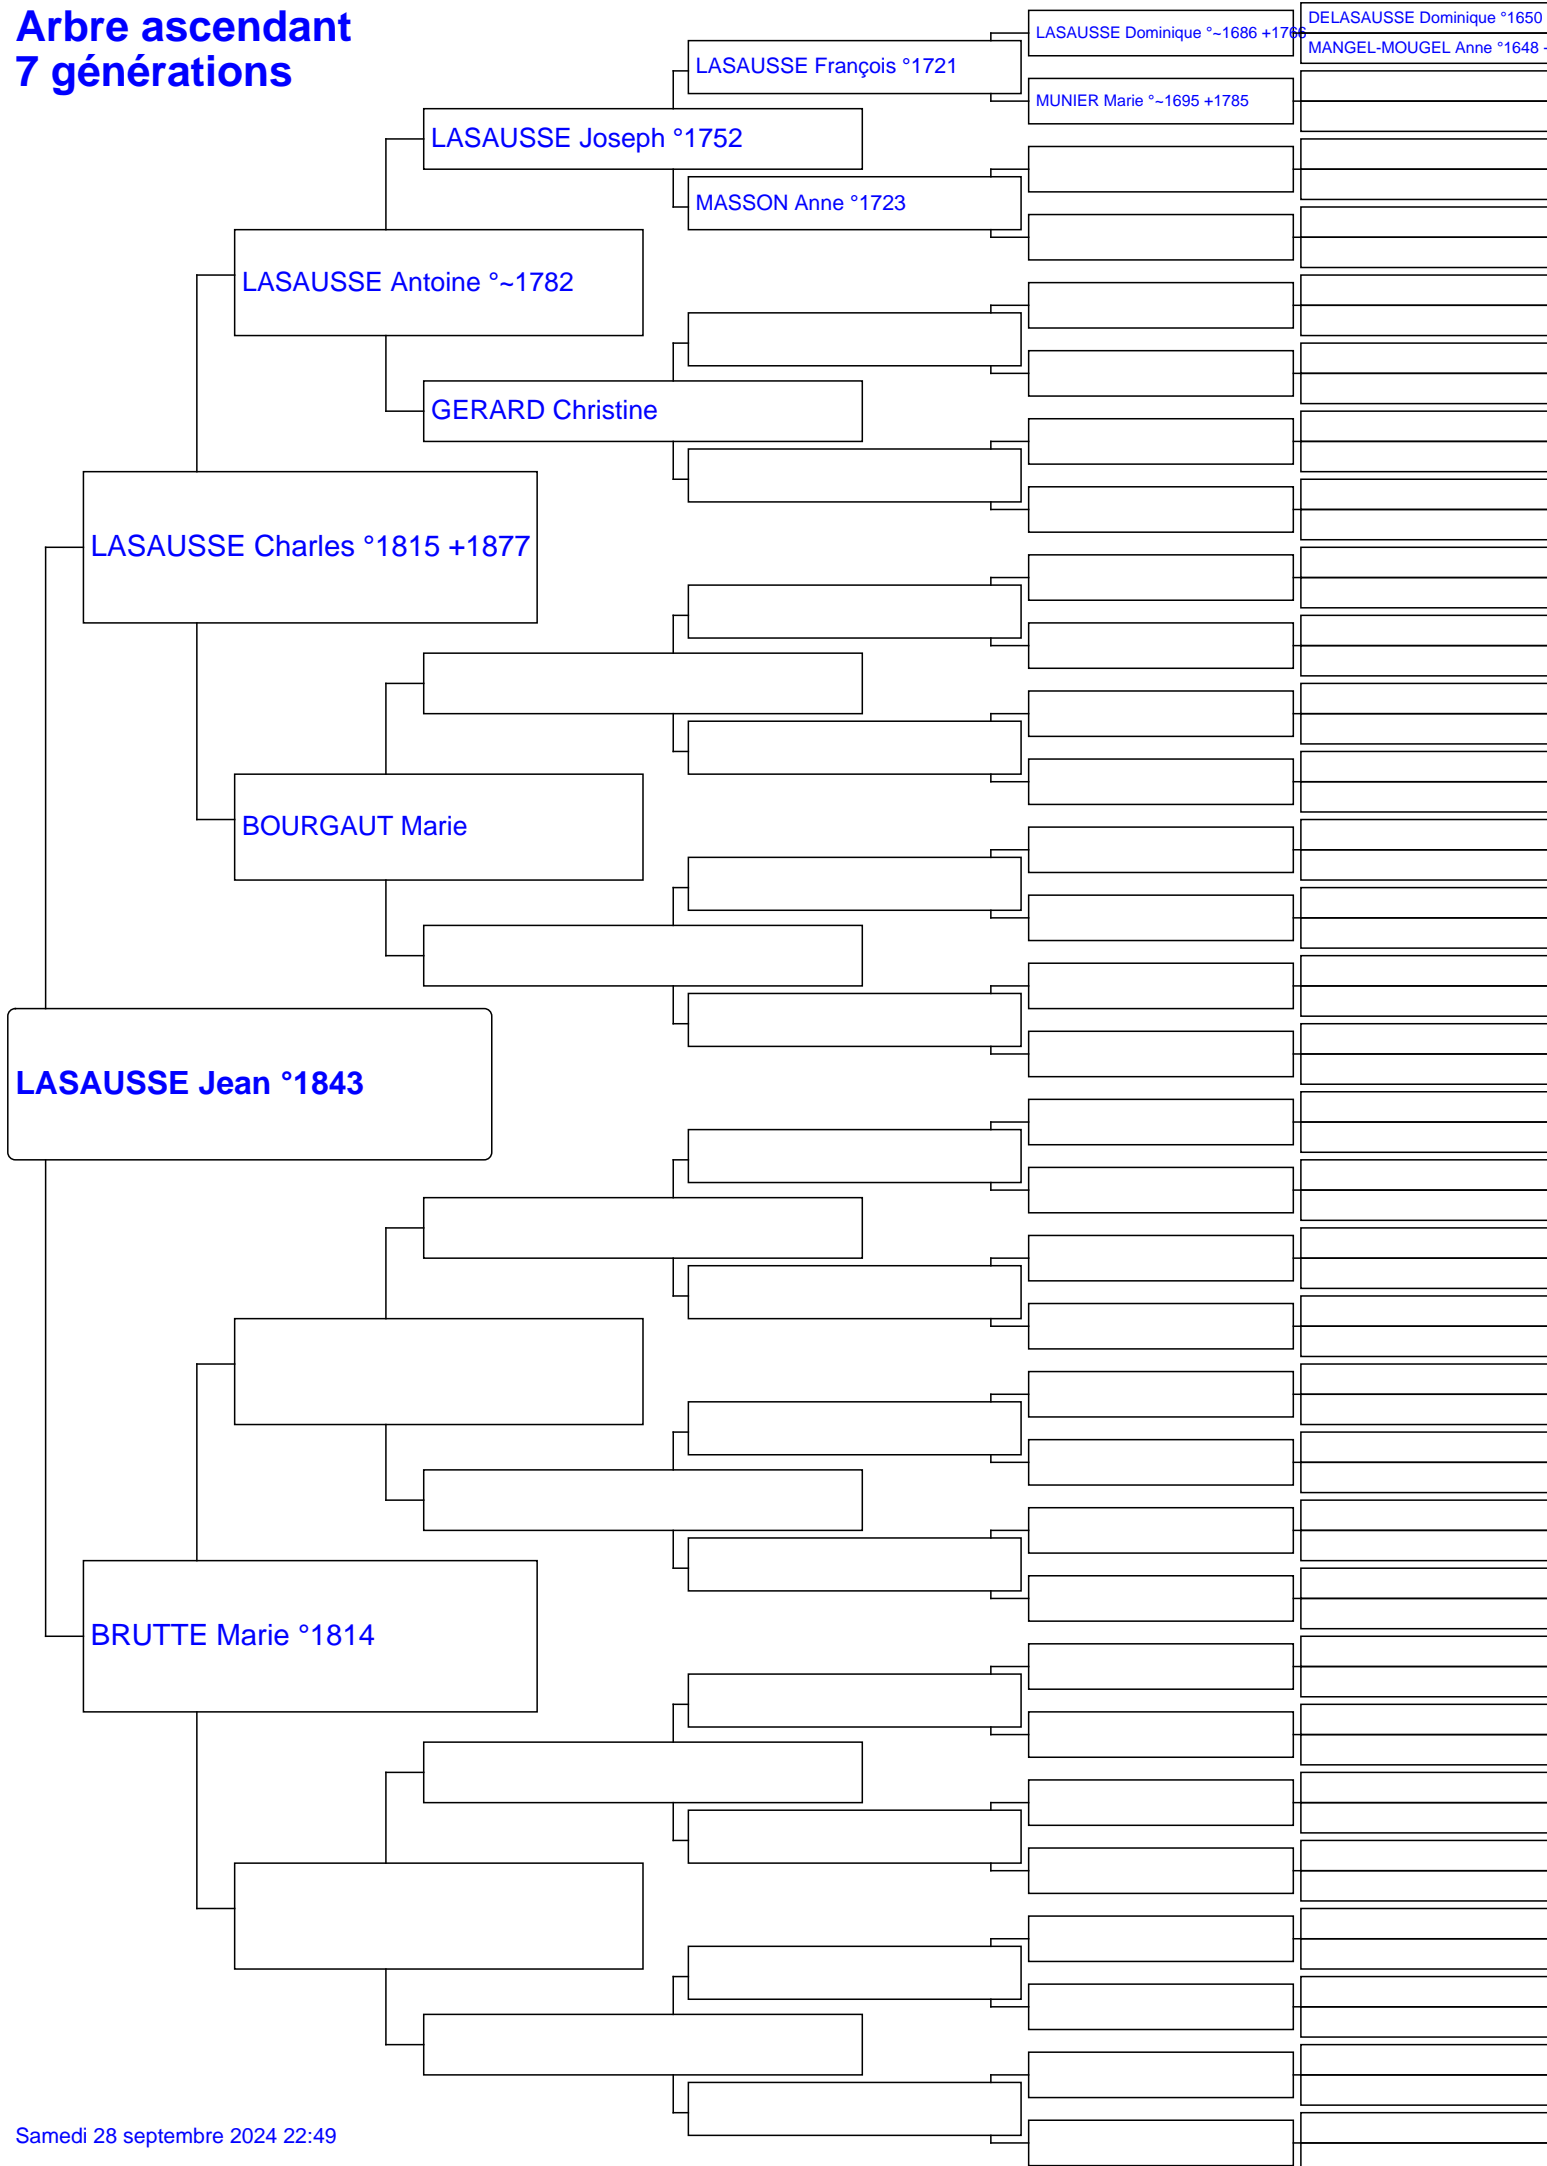 Arbre ascendant
7 générations
LASAUSSE Dominique °~1686 +1766
DELASAUSSE Dominique °1650
MANGEL-MOUGEL Anne °1648
LASAUSSE François °1721
MUNIER Marie °~1695 +1785
LASAUSSE Joseph °1752
MASSON Anne °1723
LASAUSSE Antoine °~1782
GERARD Christine
LASAUSSE Charles °1815 +1877
BOURGAUT Marie
LASAUSSE Jean °1843
BRUTTE Marie °1814
Samedi 28 septembre 2024 22:49